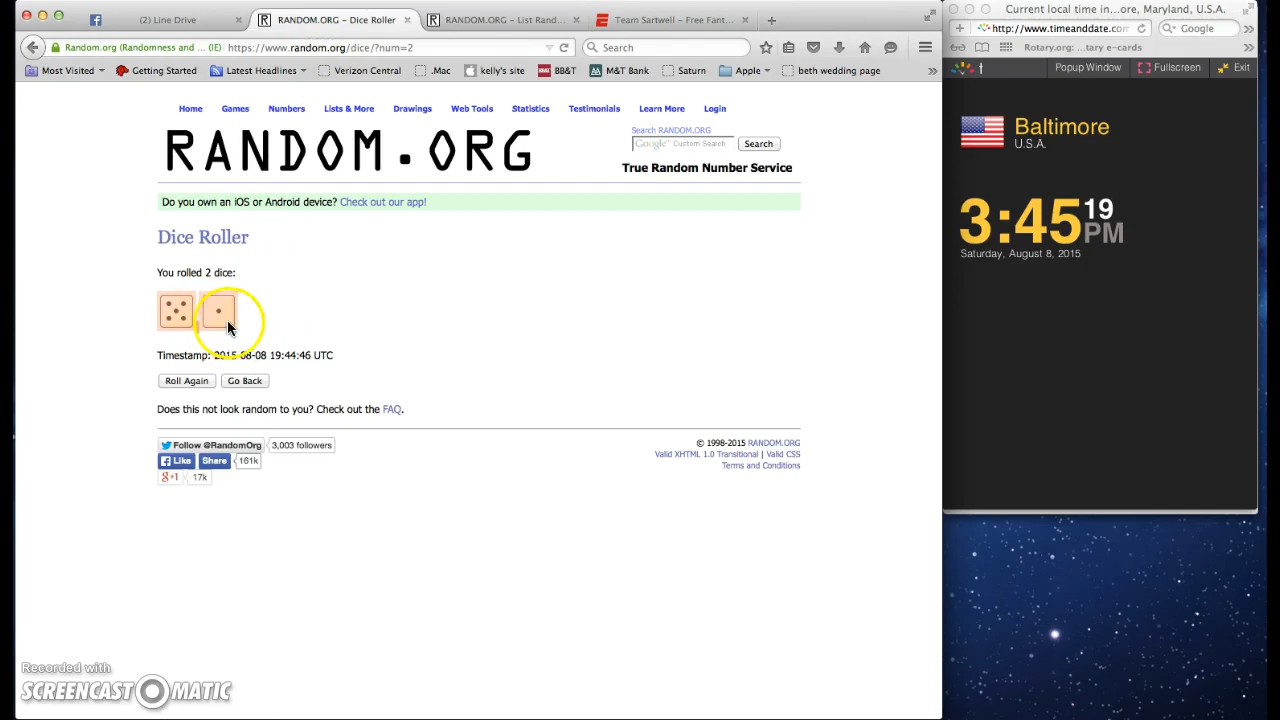 (2) Line Drive
RANDOM.ORG - Dice Roller
RANDOM.ORG - List Rand...
Team Sartwell - Free Fant...
Random.org (Randomness and ... (IE)
https://www.random.org/dice/?num=2
Search
Most Visited
Getting Started
Latest Headlines
Verizon Central
.Mac
kelly's site
BB&T
M&T Bank
Saturn
Apple
beth wedding phone
Home
Games
Numbers
Lists & More
Drawings
Web Tools
Statistics
Testimonials
Learn More
Login
RANDOM.ORG
Search RANDOM.ORG
Google™ Custom Search
Search
True Random Number Service
Do you own an iOS or Android device? Check out our app!
Dice Roller
You rolled 2 dice:
Timestamp: 2015-08-08 19:44:46 UTC
Roll Again
Go Back
Does this not look random to you? Check out the FAQ.
Follow @RandomOrg
3,003 followers
Like
Share
161k
+1
17k
© 1998-2015 RANDOM.ORG
Valid XHTML 1.0 Transitional | Valid CSS
Terms and Conditions
Current local time in...ore, Maryland, U.S.A.
http://www.timeanddate.com
Google
Rotary.org: ...tary e-cards
t
Popup Window
Fullscreen
Exit
Baltimore
U.S.A.
3:45 19 PM
Saturday, August 8, 2015
Recorded with
SCREENCAST-O-MATIC